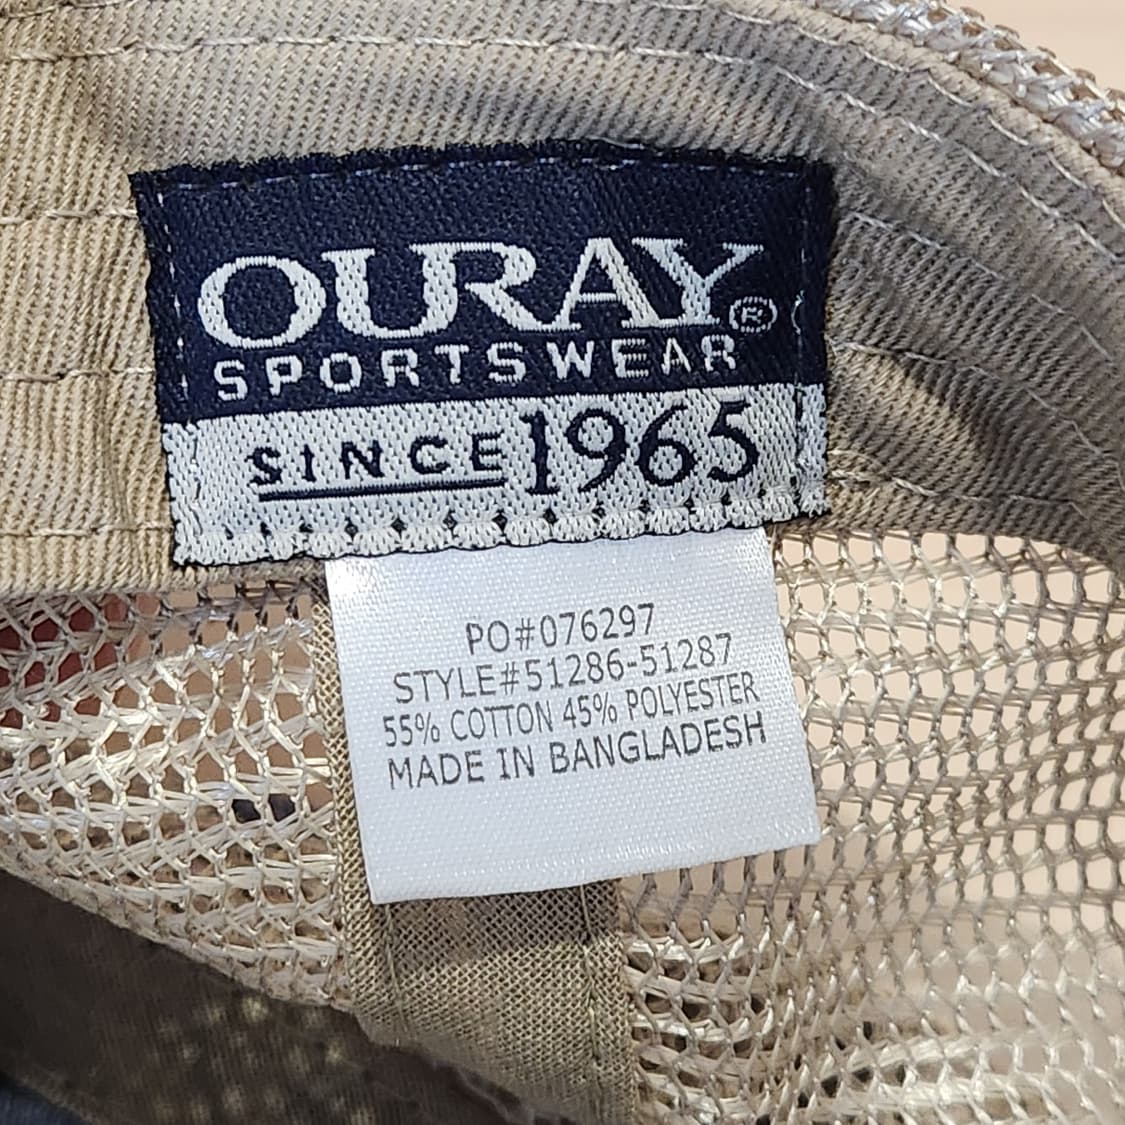 OURAY®
SPORTSWEAR
SINCE 1965
PO#076297
STYLE#51286-51287
55% COTTON 45% POLYESTER
MADE IN BANGLADESH